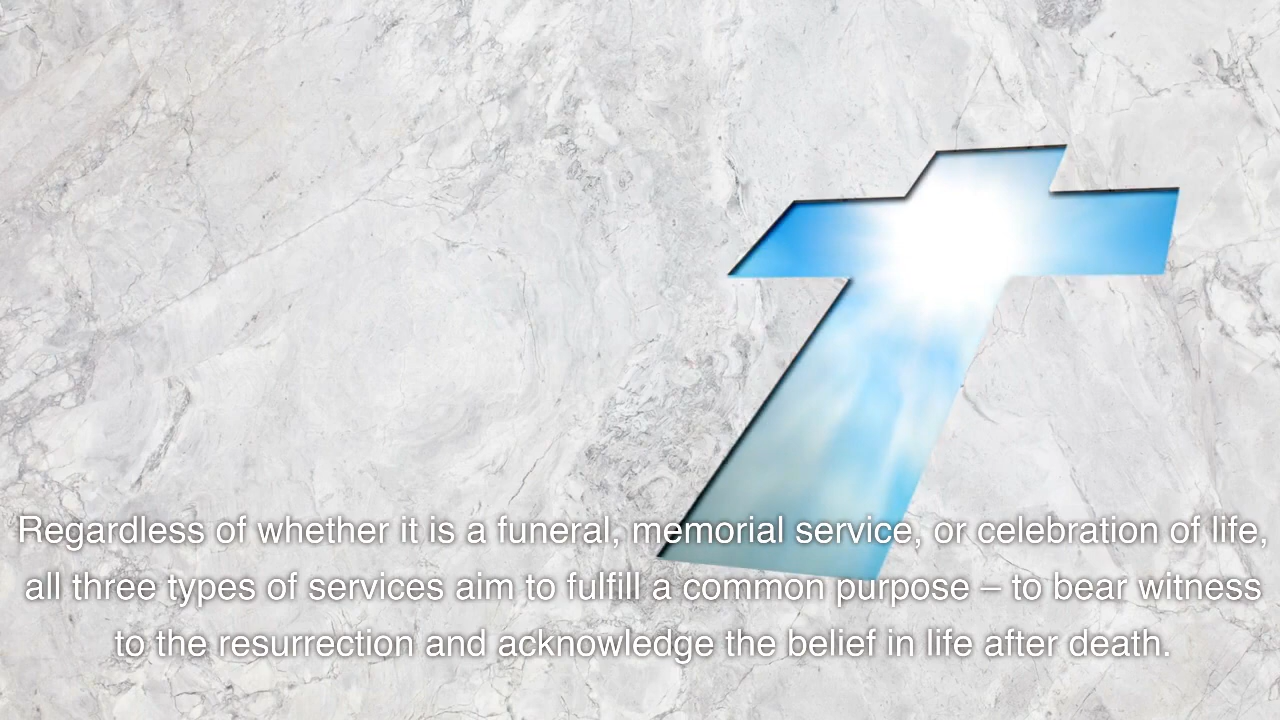 Regardless of whether it is a funeral, memorial service, or celebration of life,
all three types of services aim to fulfill a common purpose – to bear witness
to the resurrection and acknowledge the belief in life after death.